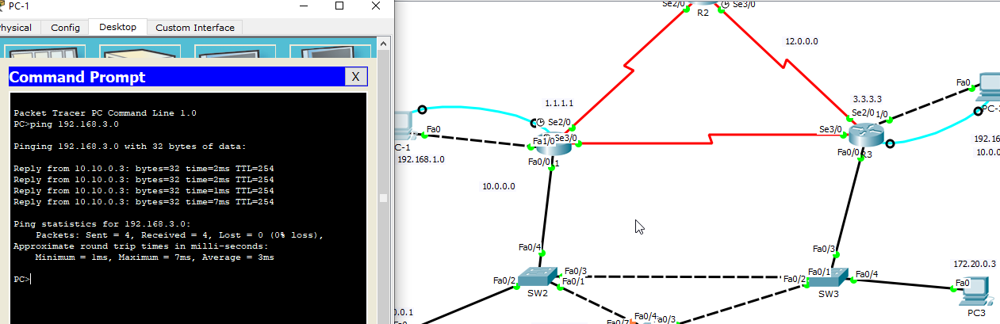 PC-1
Physical Config Desktop Custom Interface
Command Prompt X
Packet Tracer PC Command Line 1.0
PC>ping 192.168.3.0
Pinging 192.168.3.0 with 32 bytes of data:
Reply from 10.10.0.3: bytes=32 time=2ms TTL=254
Reply from 10.10.0.3: bytes=32 time=2ms TTL=254
Reply from 10.10.0.3: bytes=32 time=1ms TTL=254
Reply from 10.10.0.3: bytes=32 time=7ms TTL=254
Ping statistics for 192.168.3.0:
Packets: Sent = 4, Received = 4, Lost = 0 (0% loss),
Approximate round trip times in milli-seconds:
Minimum = 1ms, Maximum = 7ms, Average = 3ms
PC>
Se2/0 Se3/0
R2
12.0.0.0
1.1.1.1
Se2/0
Fa0
C-1
192.168.1.0
Fa1/0 Se3/0
Fa0/0
10.0.0.0
3.3.3.3
Se2/0 1/0
Se3/0
Fa0/0 R3
Fa0
PC-
192.16
10.0.0
Fa0/4
Fa0/3
Fa0/2 Fa0/1
SW2
Fa0/3
Fa0/1
Fa0/2 Fa0/4
SW3
172.20.0.3
Fa0
PC3
0.0.1
Fa0
Fa0/7 Fa0/4 a0/3